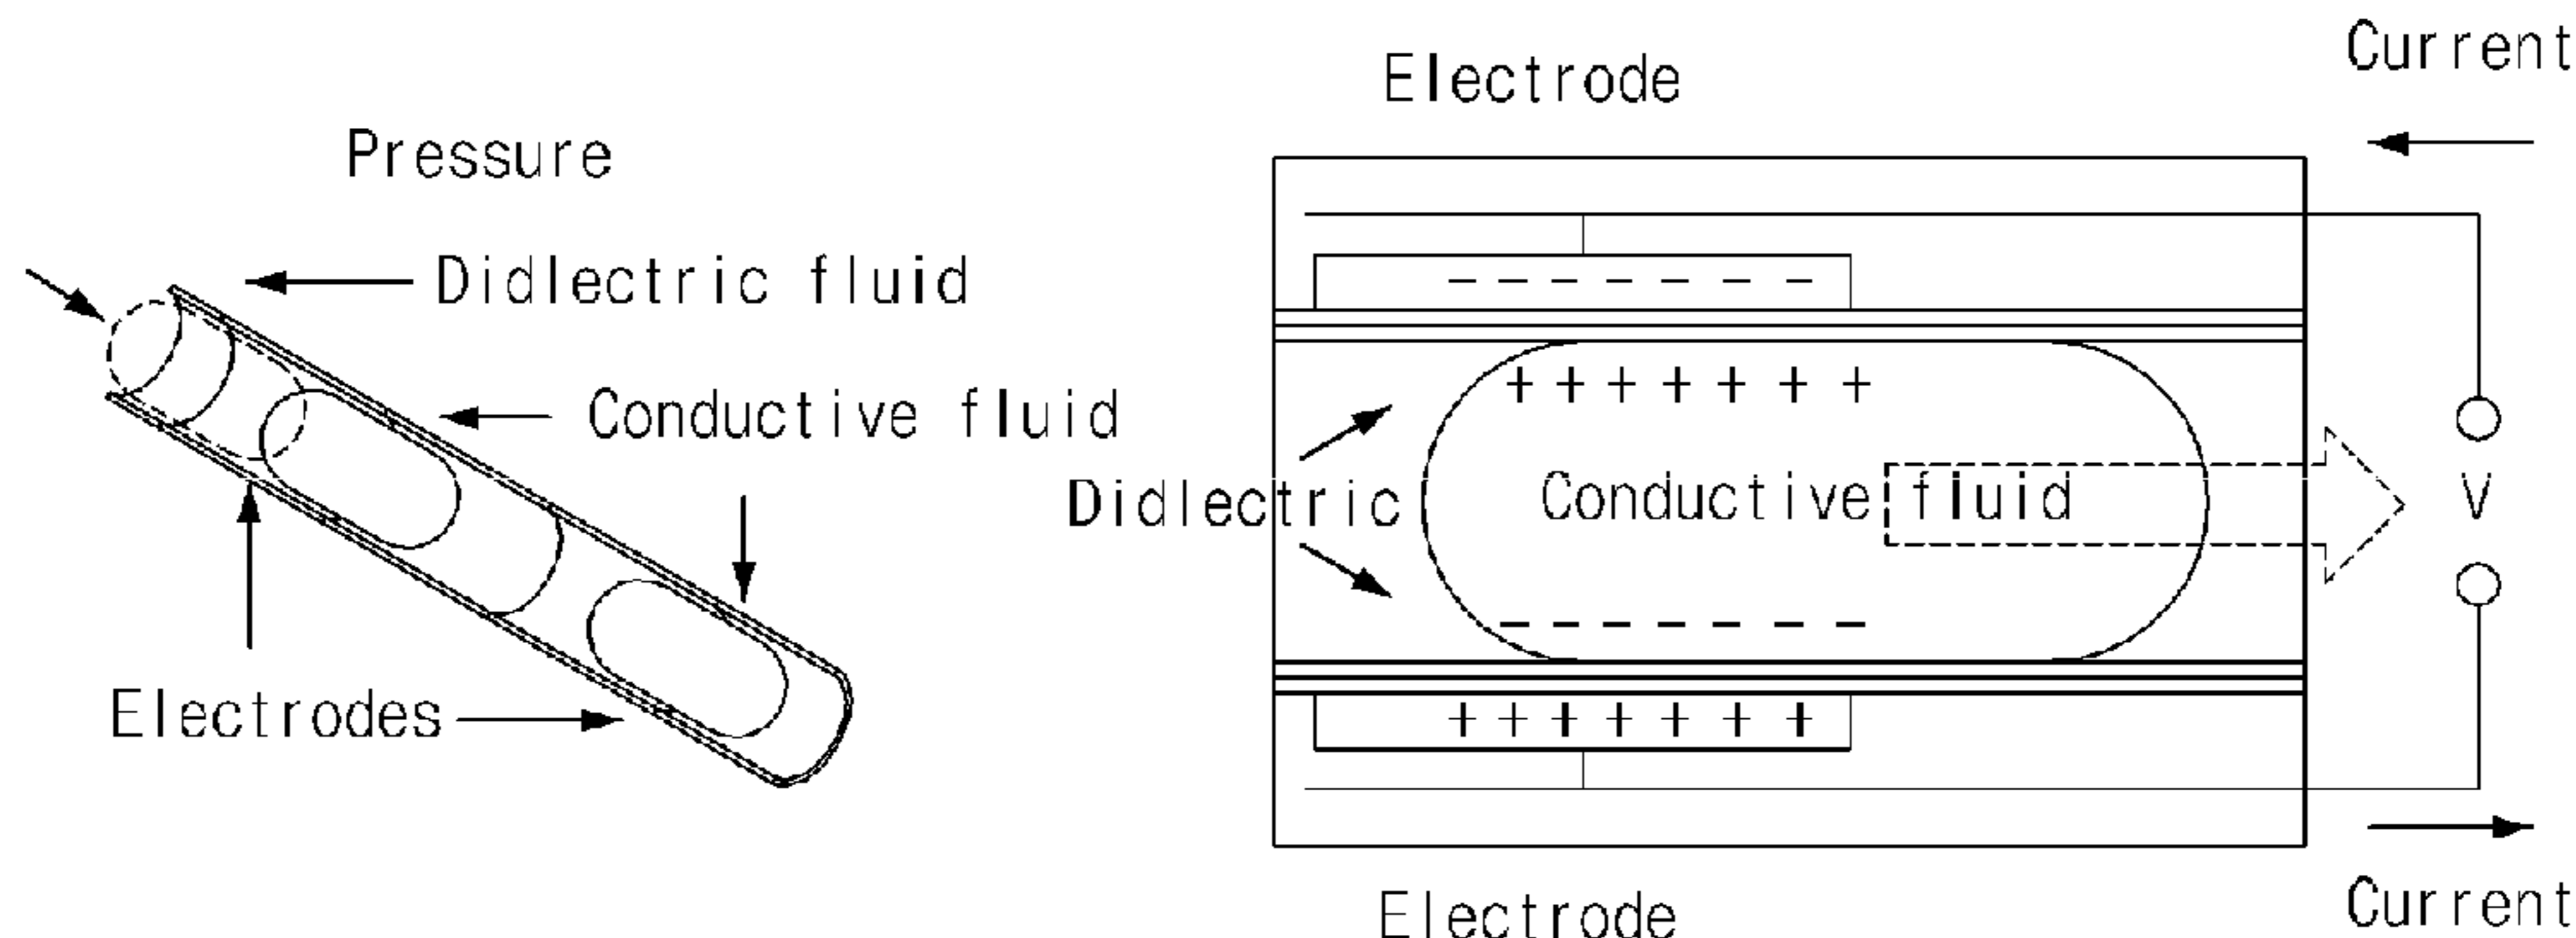 Pressure
Didlectric fluid
Conductive fluid
Electrodes
Electrode
Current
- - - - - - -
+ + + + + + +
Didlectric
Conductive fluid
V
- - - - - - -
+ + + + + + +
Electrode
Current